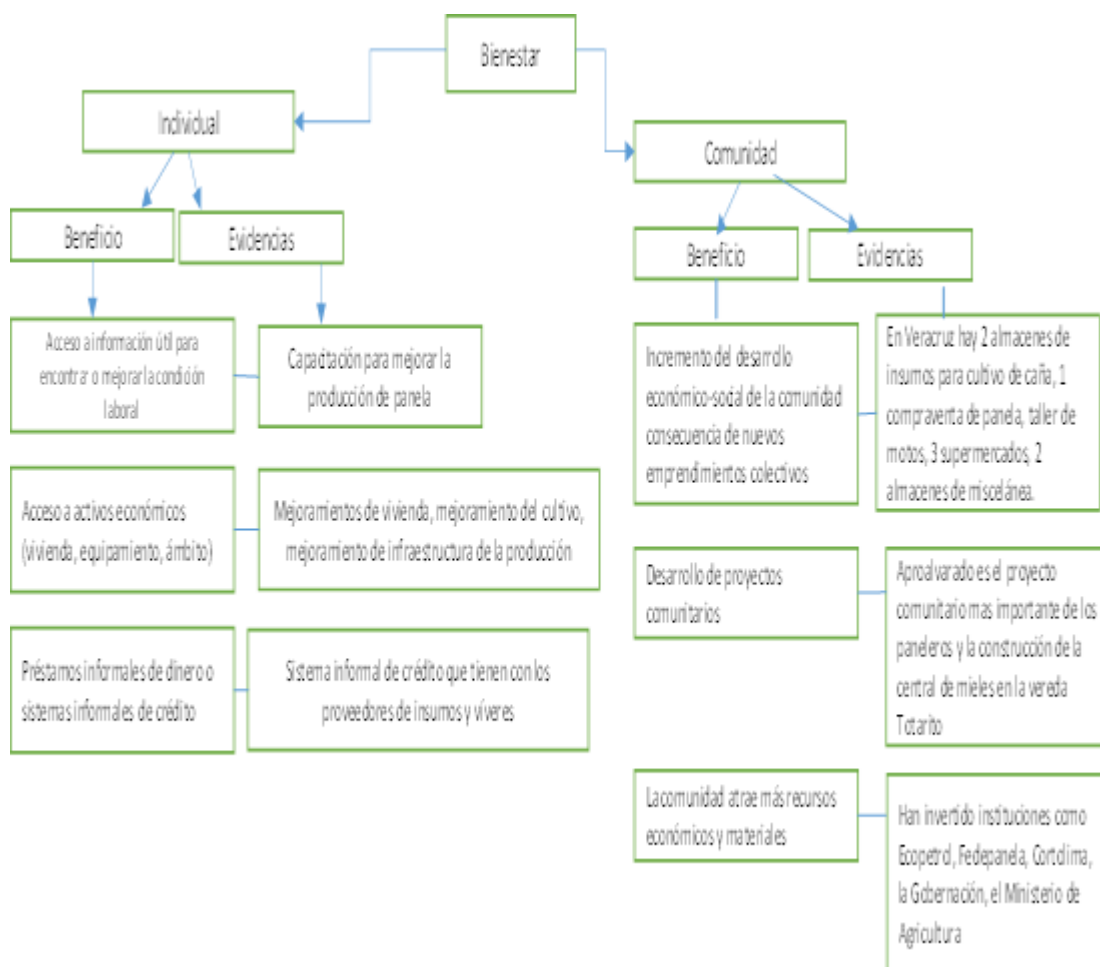 Bienestar
Individual
Comunidad
Beneficio
Evidencias
Beneficio
Evidencias
Acceso a información útil para
encontrar o mejorar la condición
laboral
Capacitación para mejorar la
producción de panela
Acceso a activos económicos
(vivienda, equipamiento, ámbito)
Mejoramientos de vivienda, mejoramiento del cultivo,
mejoramiento de infraestructura de la producción
Préstamos informales de dinero o
sistemas informales de crédito
Sistema informal de crédito que tienen con los
proveedores de insumos y víveres
Incremento del desarrollo
económico-social de la comunidad
consecuencia de nuevos
emprendimientos colectivos
En Veracruz hay 2 almacenes de
insumos para cultivo de caña, 1
compraventa de panela, taller de
motos, 3 supermercados, 2
almacenes de miscelánea.
Desarrollo de proyectos
comunitarios
Aproalvarado es el proyecto
comunitario mas importante de los
paneleros y la construcción de la
central de mieles en la vereda
Totarito
La comunidad atrae más recursos
económicos y materiales
Han invertido instituciones como
Ecopetrol, Fedepanela, Cortolima,
la Gobernación, el Ministerio de
Agricultura